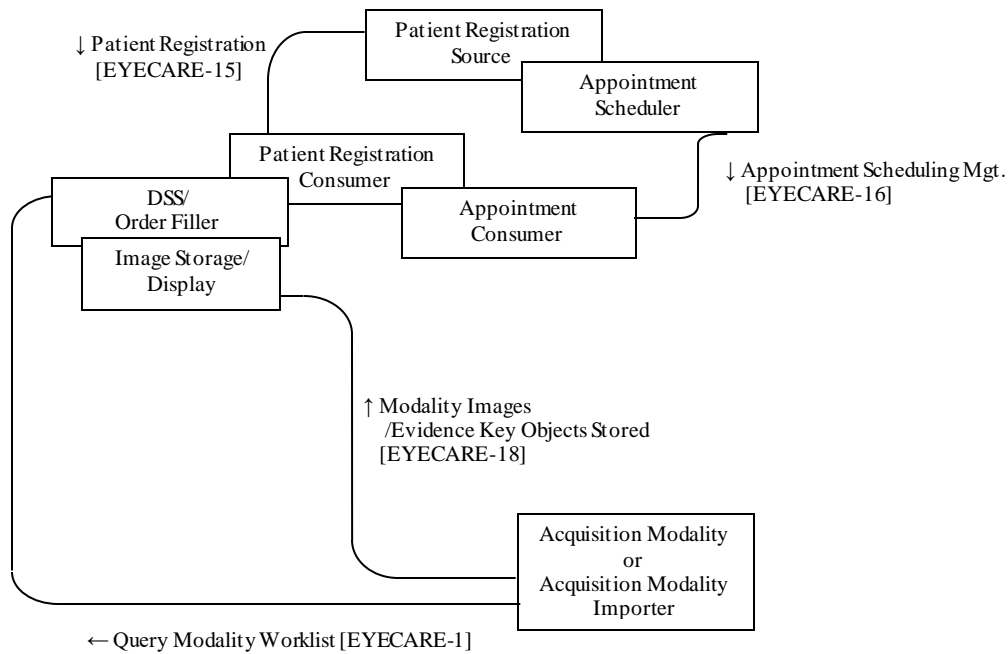 Patient Registration
Source
↓ Patient Registration
[EYECARE-15]
Appointment
Scheduler
Patient Registration
Consumer
↓ Appointment Scheduling Mgt.
[EYECARE-16]
DSS/
Order Filler
Appointment
Consumer
Image Storage/
Display
↑ Modality Images
/Evidence Key Objects Stored
[EYECARE-18]
Acquisition Modality
or
Acquisition Modality
Importer
← Query Modality Worklist [EYECARE-1]